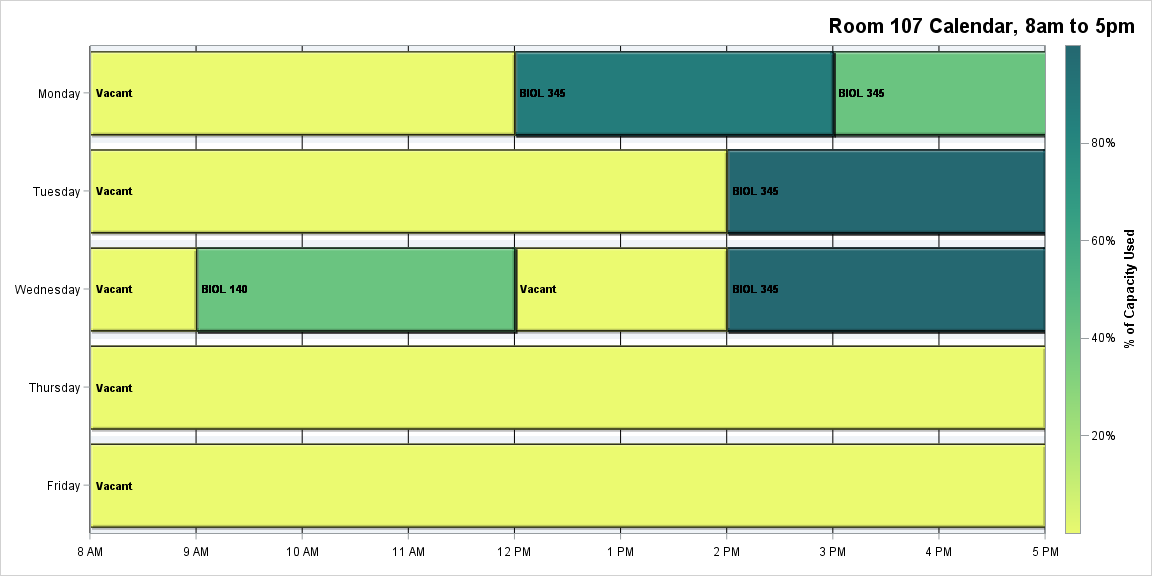 Room 107 Calendar, 8am to 5pm
Monday
Vacant
BIOL 345
BIOL 345
Tuesday
Vacant
BIOL 345
Wednesday
Vacant
BIOL 140
Vacant
BIOL 345
Thursday
Vacant
Friday
Vacant
8 AM
9 AM
10 AM
11 AM
12 PM
1 PM
2 PM
3 PM
4 PM
5 PM
80%
60%
40%
20%
% of Capacity Used